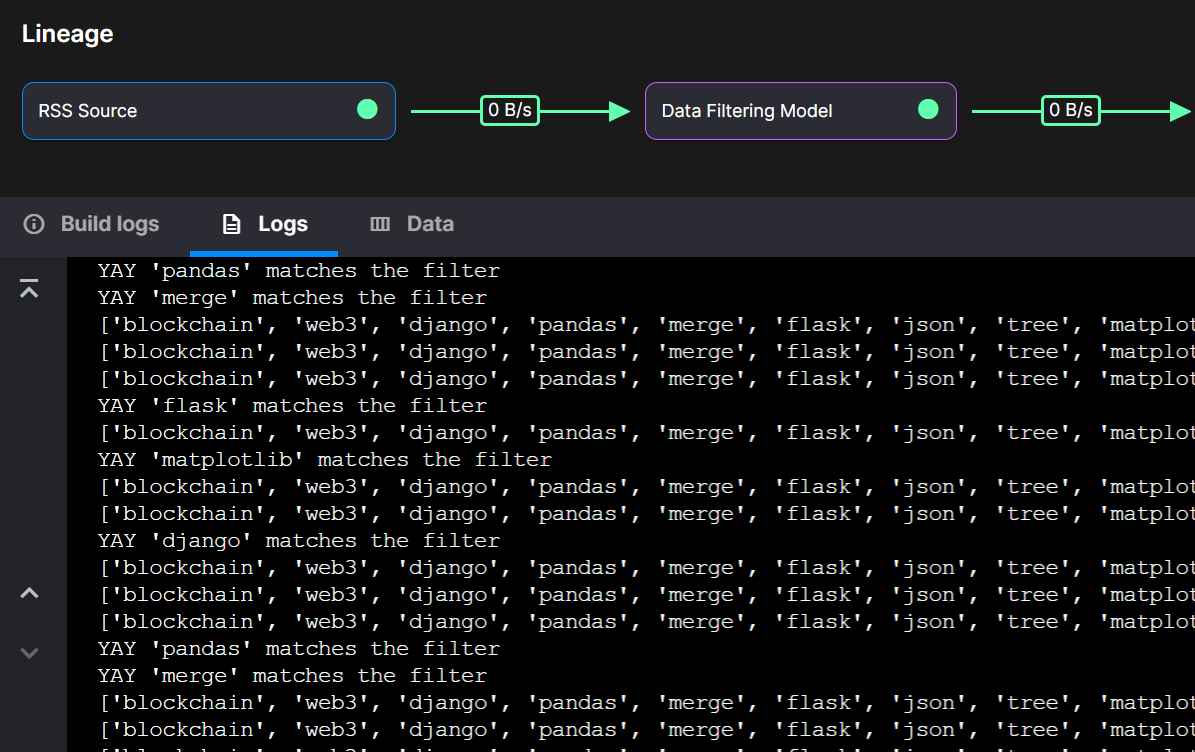 Lineage
RSS Source
0 B/s
Data Filtering Model
0 B/s
Build logs
Logs
Data
YAY 'pandas' matches the filter
YAY 'merge' matches the filter
['blockchain', 'web3', 'django', 'pandas', 'merge', 'flask', 'json', 'tree', 'matplot
['blockchain', 'web3', 'django', 'pandas', 'merge', 'flask', 'json', 'tree', 'matplot
['blockchain', 'web3', 'django', 'pandas', 'merge', 'flask', 'json', 'tree', 'matplot
YAY 'flask' matches the filter
['blockchain', 'web3', 'django', 'pandas', 'merge', 'flask', 'json', 'tree', 'matplot
YAY 'matplotlib' matches the filter
['blockchain', 'web3', 'django', 'pandas', 'merge', 'flask', 'json', 'tree', 'matplot
['blockchain', 'web3', 'django', 'pandas', 'merge', 'flask', 'json', 'tree', 'matplot
YAY 'django' matches the filter
['blockchain', 'web3', 'django', 'pandas', 'merge', 'flask', 'json', 'tree', 'matplot
['blockchain', 'web3', 'django', 'pandas', 'merge', 'flask', 'json', 'tree', 'matplot
['blockchain', 'web3', 'django', 'pandas', 'merge', 'flask', 'json', 'tree', 'matplot
YAY 'pandas' matches the filter
YAY 'merge' matches the filter
['blockchain', 'web3', 'django', 'pandas', 'merge', 'flask', 'json', 'tree', 'matplot
['blockchain', 'web3', 'django', 'pandas', 'merge', 'flask', 'json', 'tree', 'matplot